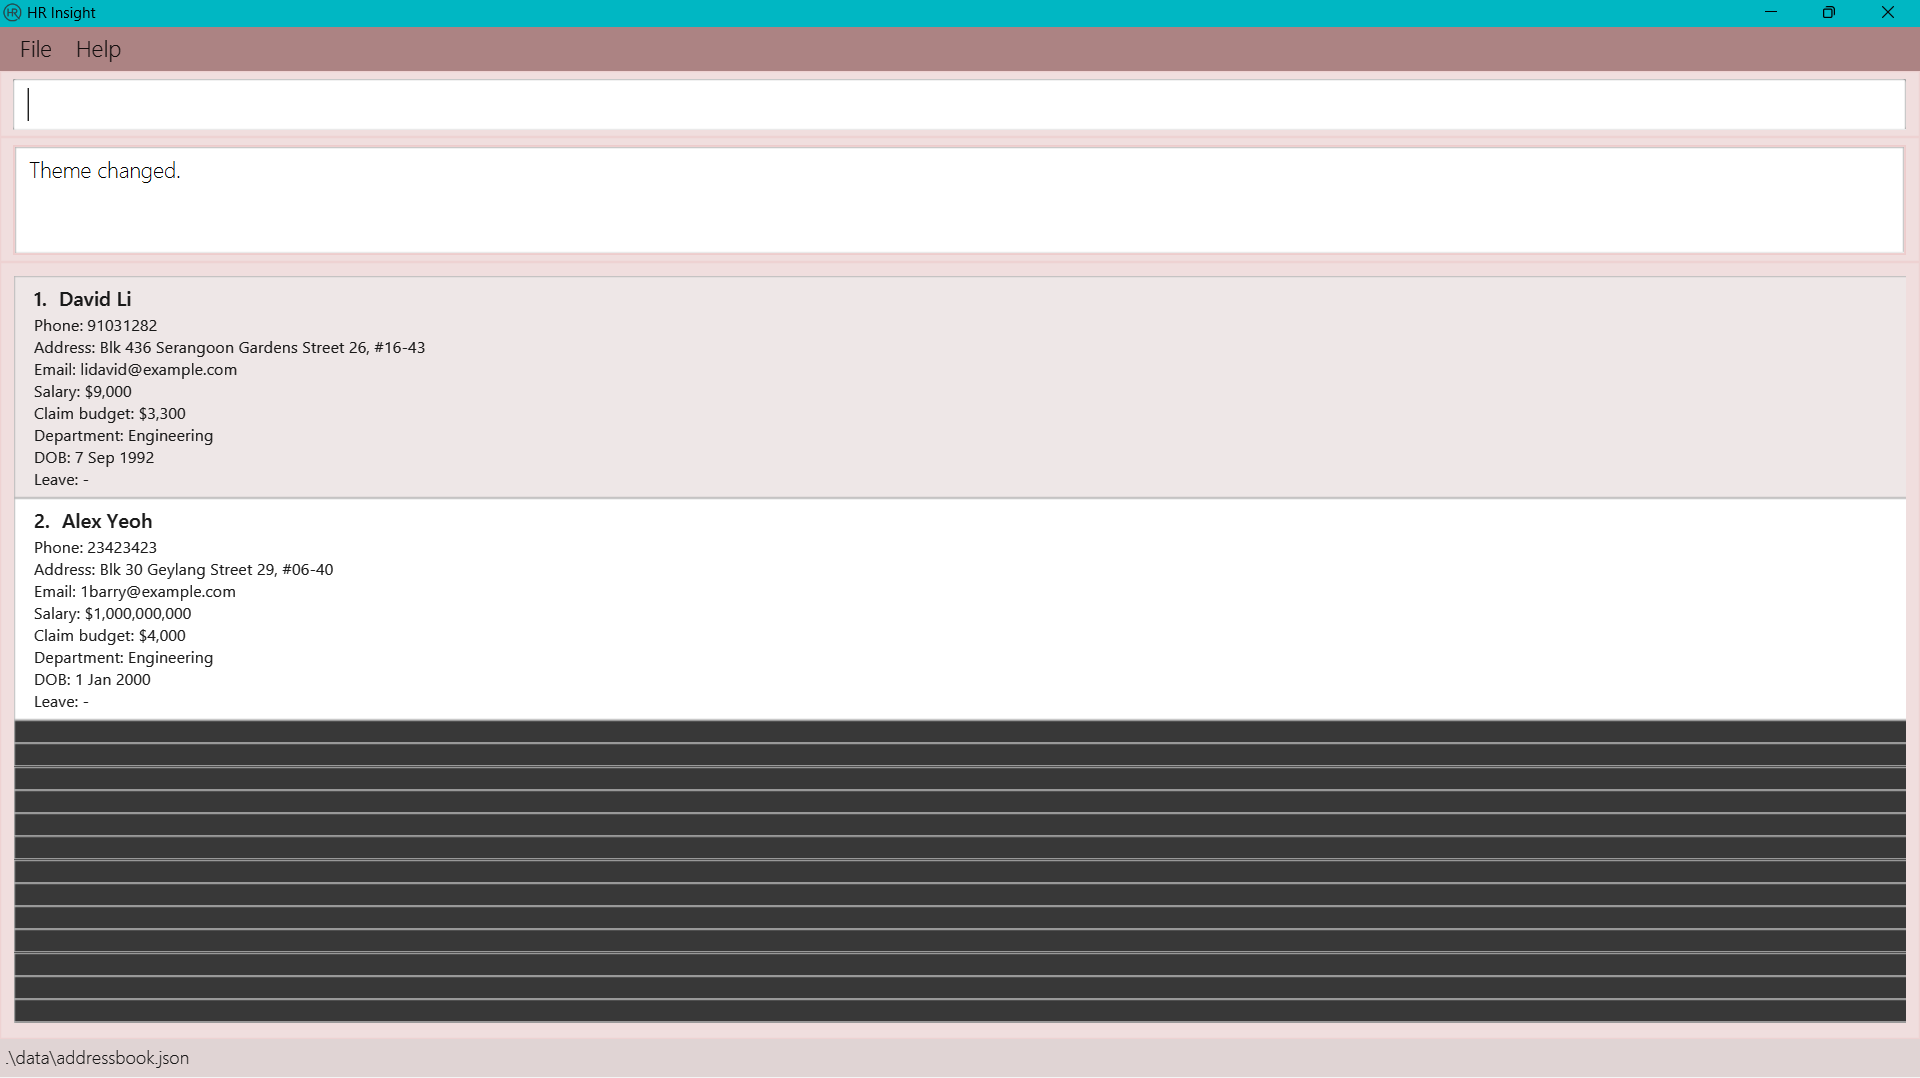 HR HR Insight
File Help
Theme changed.
1. David Li
Phone: 91031282
Address: Blk 436 Serangoon Gardens Street 26, #16-43
Email: lidavid@example.com
Salary: $9,000
Claim budget: $3,300
Department: Engineering
DOB: 7 Sep 1992
Leave: -
2. Alex Yeoh
Phone: 23423423
Address: Blk 30 Geylang Street 29, #06-40
Email: 1barry@example.com
Salary: $1,000,000,000
Claim budget: $4,000
Department: Engineering
DOB: 1 Jan 2000
Leave: -
.\data\addressbook.json